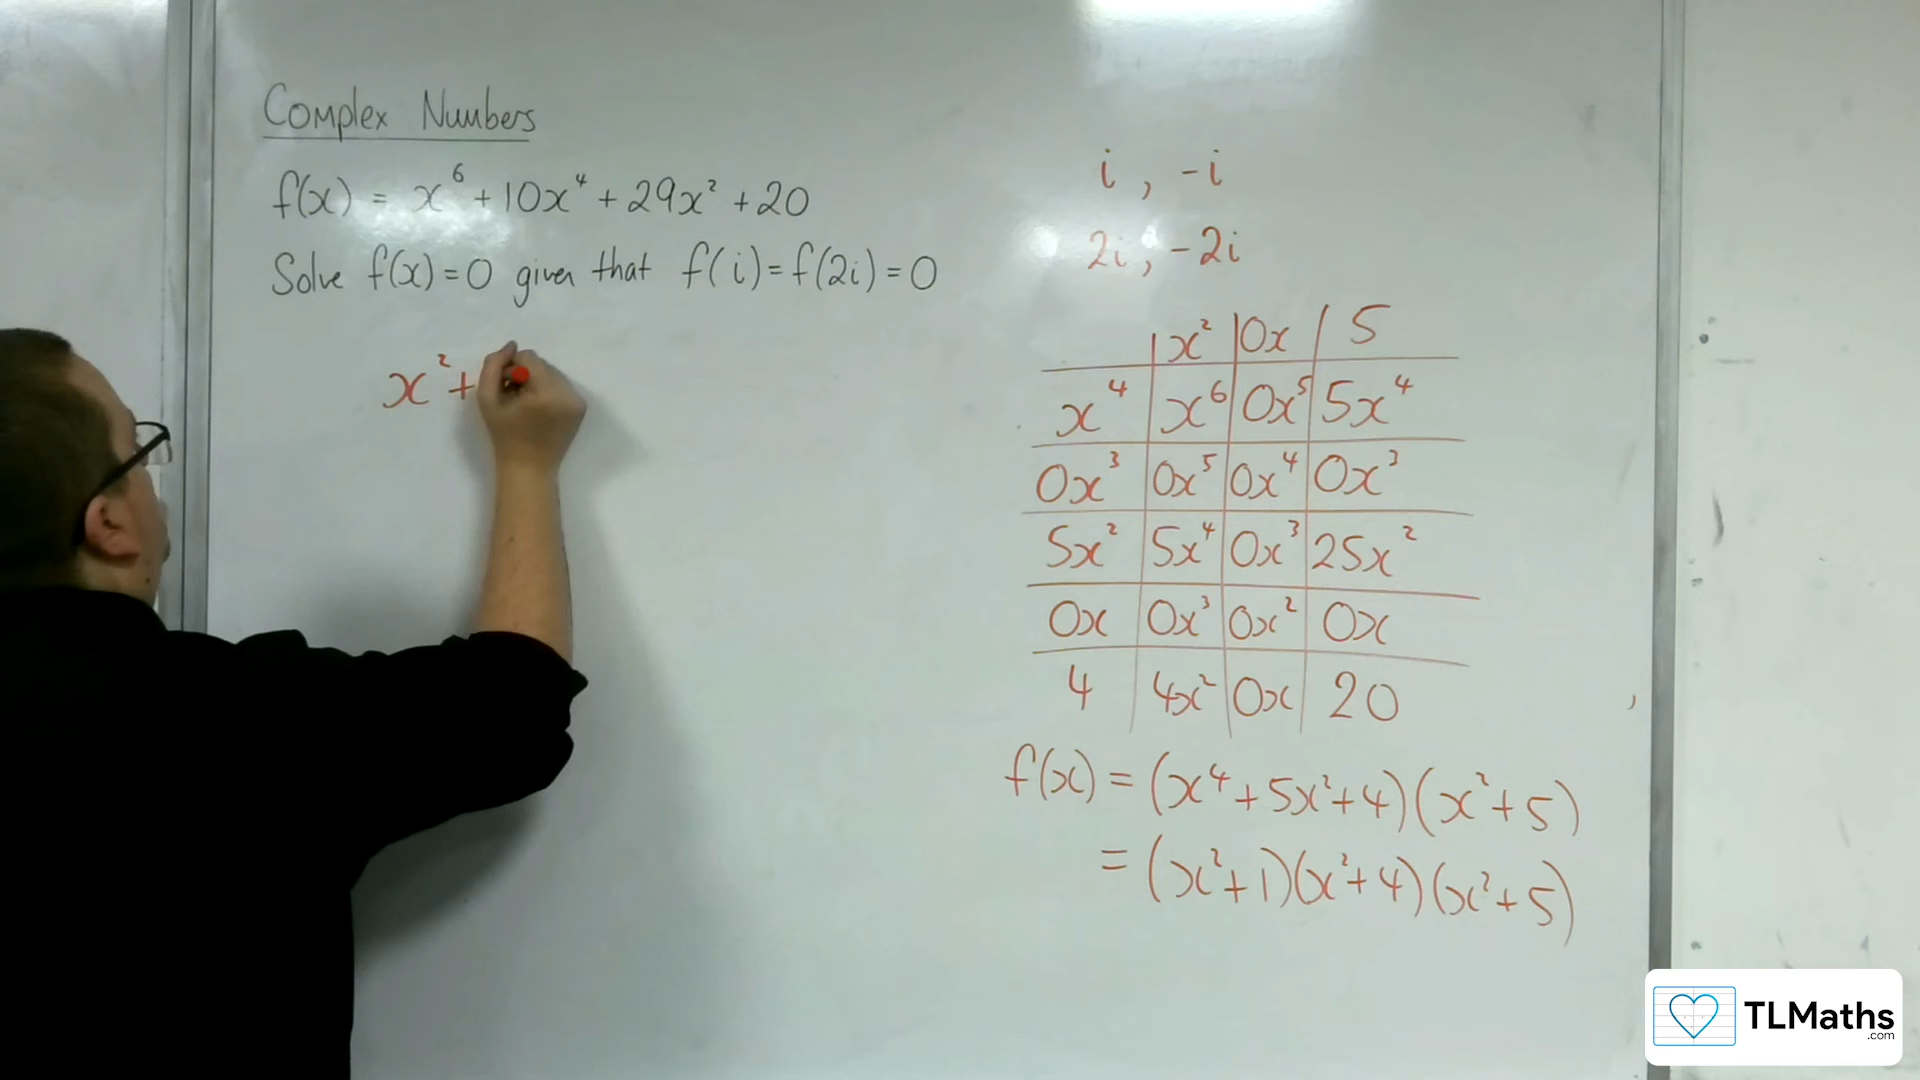 Complex Numbers
f(x) = x⁶ + 10x⁴ + 29x² + 20
Solve f(x)=0 given that f(i)=f(2i)=0
x² +
i , -i
2i , -2i
x² | 0x | 5
x⁴ | x⁶ | 0x⁵ | 5x⁴
0x³ | 0x⁵ | 0x⁴ | 0x³
5x² | 5x⁴ | 0x³ | 25x²
0x | 0x³ | 0x² | 0x
4 | 4x² | 0x | 20
f(x) = (x⁴ + 5x² + 4)(x² + 5)
= (x² + 1)(x² + 4)(x² + 5)
TLMaths
.com